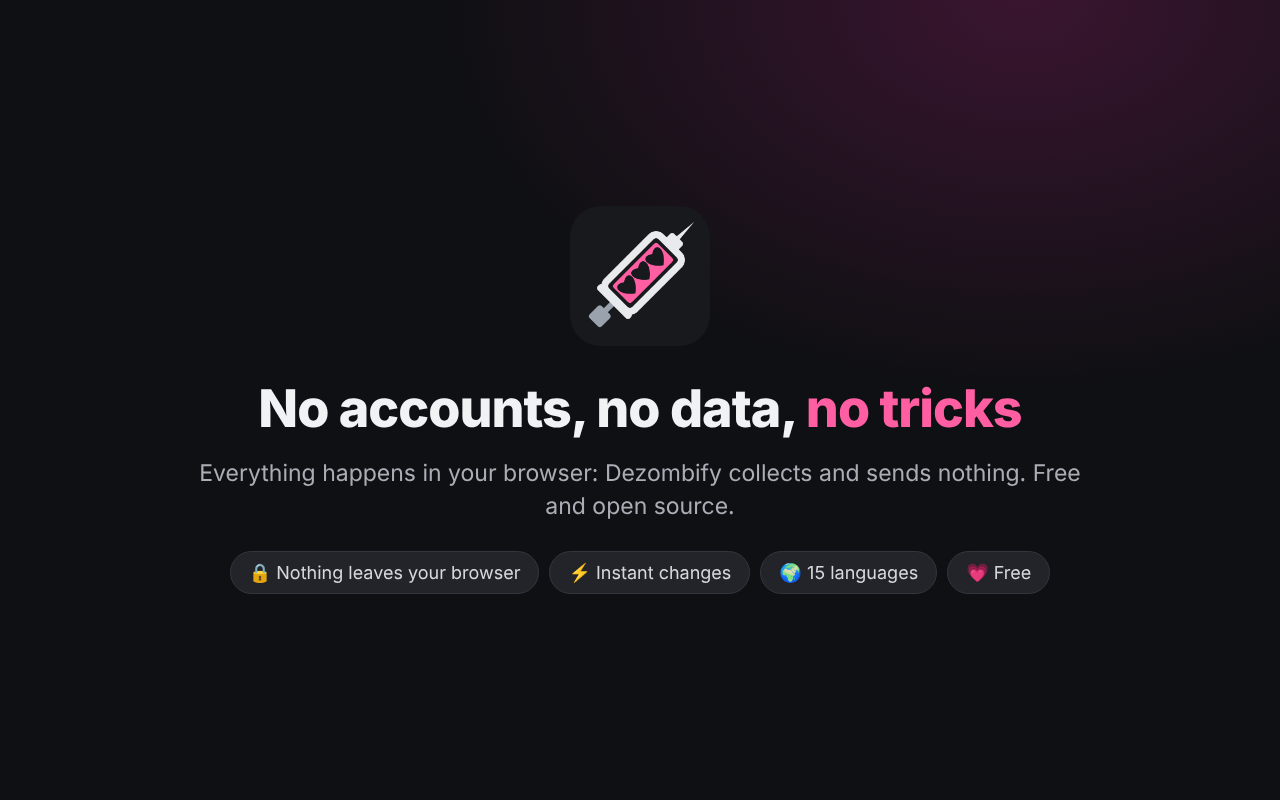 No accounts, no data, no tricks
Everything happens in your browser: Dezombify collects and sends nothing. Free
and open source.
🔒 Nothing leaves your browser
⚡ Instant changes
🌍 15 languages
💗 Free